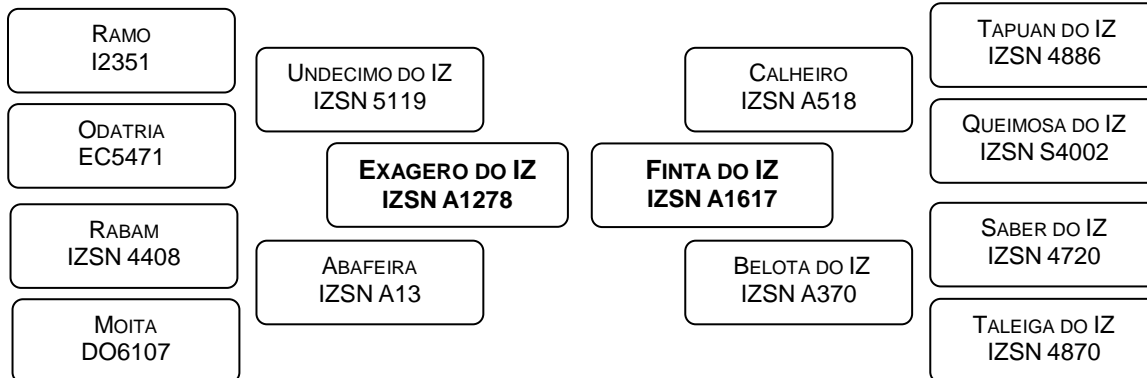 RAMO
I2351
ODATRIA
EC5471
RABAM
IZSN 4408
MOITA
DO6107
UNDECIMO DO IZ
IZSN 5119
ABAFEIRA
IZSN A13
EXAGERO DO IZ
IZSN A1278
FINTA DO IZ
IZSN A1617
CALHEIRO
IZSN A518
BELOTA DO IZ
IZSN A370
TAPUAN DO IZ
IZSN 4886
QUEIMOSA DO IZ
IZSN S4002
SABER DO IZ
IZSN 4720
TALEIGA DO IZ
IZSN 4870